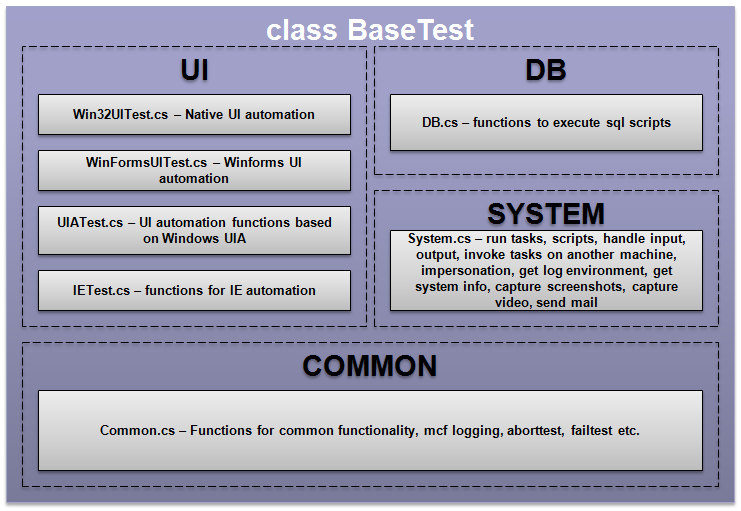 class BaseTest
UI
Win32UITest.cs – Native UI automation
WinFormsUITest.cs – Winforms UI
automation
UIATest.cs – UI automation functions based
on Windows UIA
IETest.cs – functions for IE automation
DB
DB.cs – functions to execute sql scripts
SYSTEM
System.cs – run tasks, scripts, handle input,
output, invoke tasks on another machine,
impersonation, get log environment, get
system info, capture screenshots, capture
video, send mail
COMMON
Common.cs – Functions for common functionality, mcf logging, aborttest, failtest etc.